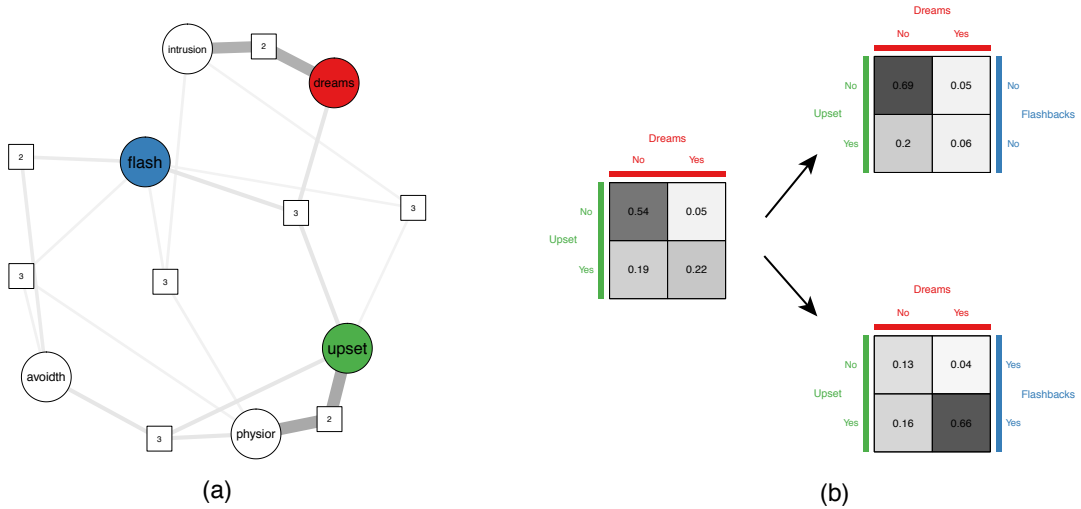 intrusion
2
dreams
2
flash
3
3
3
3
upset
avoidth
2
physior
3
(a)
Dreams
No Yes
No 0.54 0.05
Upset
Yes 0.19 0.22
Dreams
No Yes
No 0.69 0.05 No
Upset Flashbacks
Yes 0.2 0.06 No
Dreams
No Yes
No 0.13 0.04 Yes
Upset Flashbacks
Yes 0.16 0.66 Yes
(b)